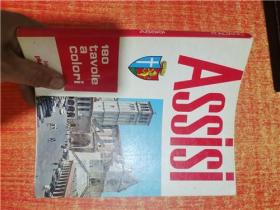 ASSISI
180
tavole
a
colori